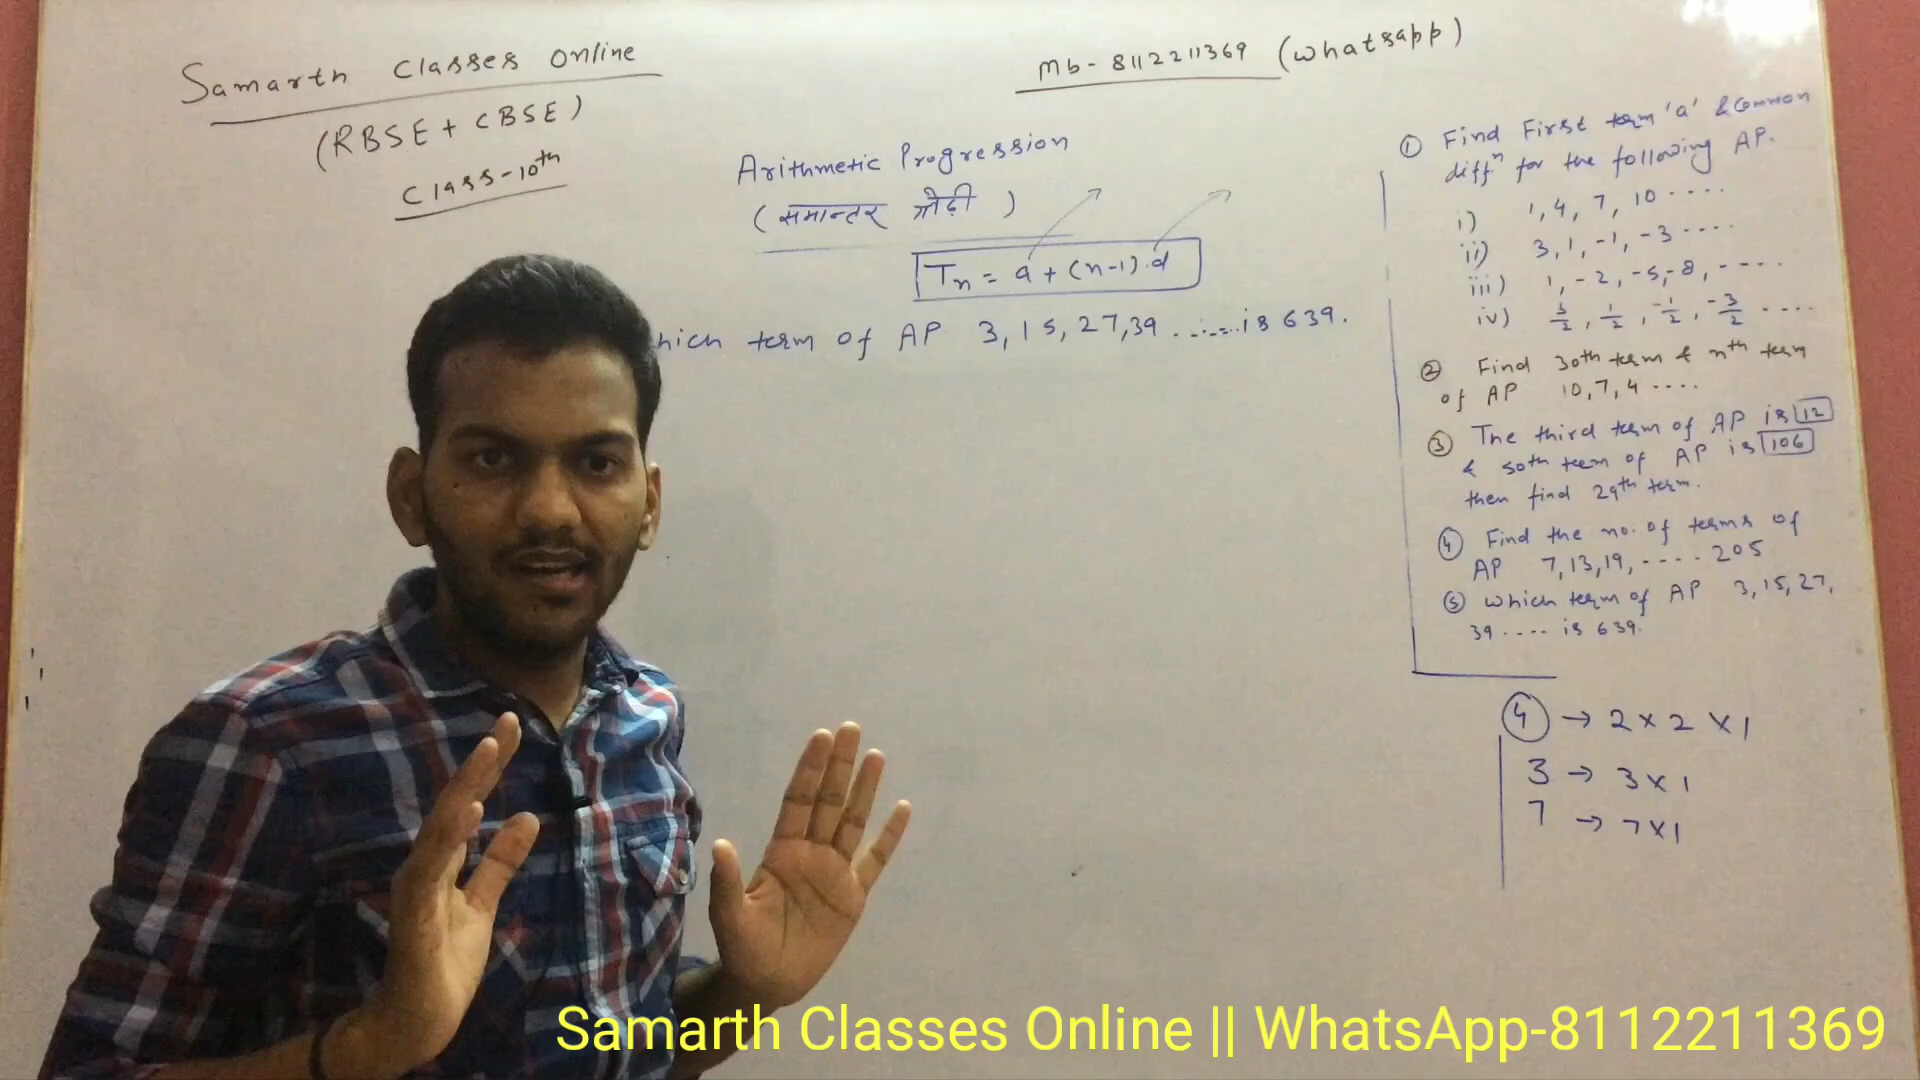 Samarth Classes Online
(RBSE + CBSE)
Class-10th
Mb- 8112211369 (whatsapp)
Arithmetic Progression
(समान्तर श्रेढ़ी)
Tn = a + (n-1).d
hich term of AP 3, 15, 27, 39 ....... is 639.
① Find First term 'a' & Common
diffn for the following AP.
i) 1, 4, 7, 10 ....
ii) 3, 1, -1, -3 ....
iii) 1, -2, -5, -8, ....
iv) 3/2, 1/2, -1/2, -3/2 ....
② Find 30th term & nth term
of AP 10, 7, 4 ....
③ The third term of AP is 12
& 50th term of AP is 106
then find 29th term.
④ Find the no. of terms of
AP 7, 13, 19, ..... 205
⑤ which term of AP 3, 15, 27,
39 .... is 639.
④ → 2 × 2 × 1
3 → 3 × 1
7 → 7 × 1
Samarth Classes Online || WhatsApp-8112211369